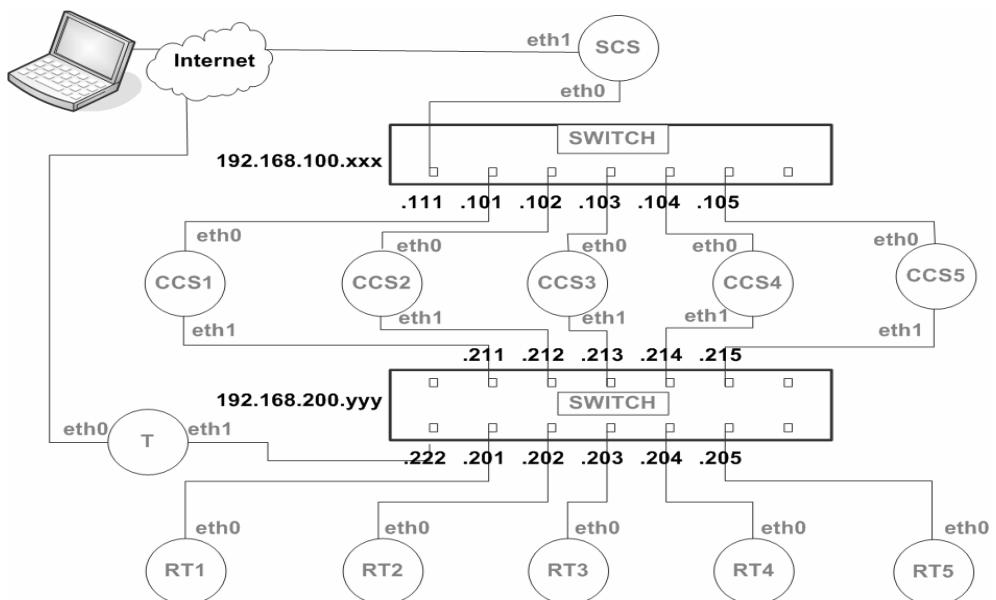 eth1
SCS
Internet
eth0
SWITCH
192.168.100.xxx
.111 .101 .102 .103 .104 .105
eth0 eth0 eth0 eth0 eth0
CCS1 CCS2 CCS3 CCS4 CCS5
eth1 eth1 eth1 eth1 eth1
.211 .212 .213 .214 .215
192.168.200.yyy
SWITCH
eth0 T eth1
.222 .201 .202 .203 .204 .205
eth0 eth0 eth0 eth0 eth0
RT1 RT2 RT3 RT4 RT5